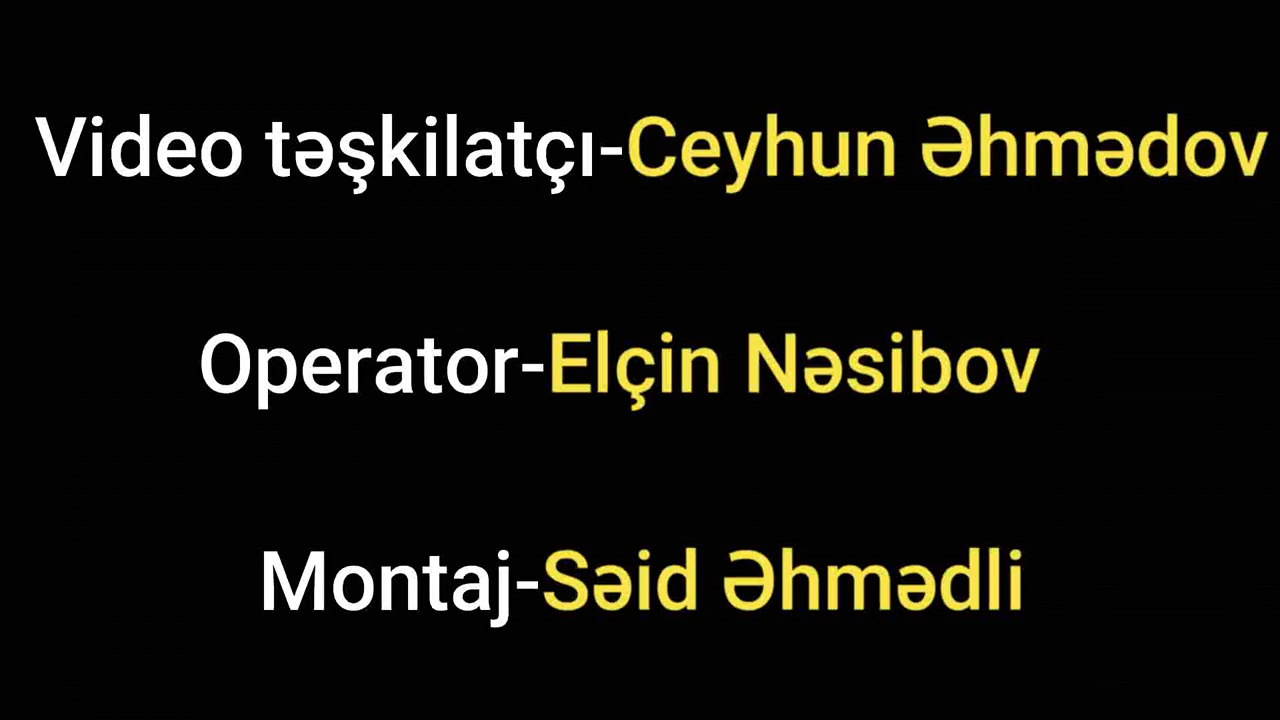 Video təşkilatçı-Ceyhun Əhmədov
Operator-Elçin Nəsibov
Montaj-Səid Əhmədli